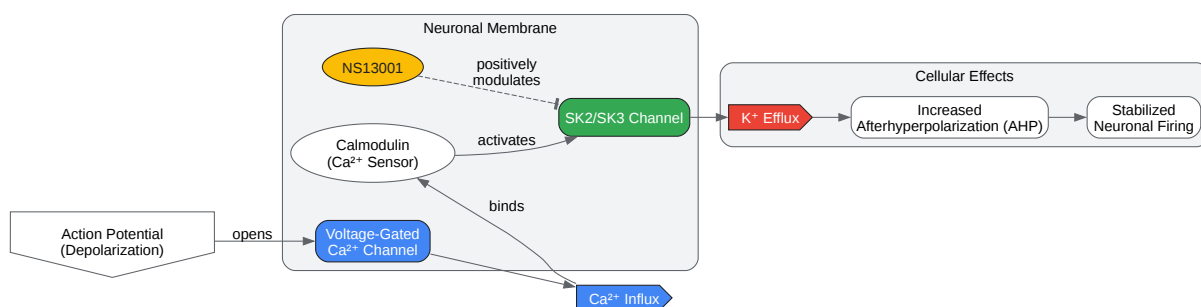 Neuronal Membrane
Cellular Effects
NS13001
positively
modulates
SK2/SK3 Channel
K⁺ Efflux
Increased
Afterhyperpolarization (AHP)
Stabilized
Neuronal Firing
Calmodulin
(Ca²⁺ Sensor)
activates
binds
Action Potential
(Depolarization)
opens
Voltage-Gated
Ca²⁺ Channel
Ca²⁺ Influx